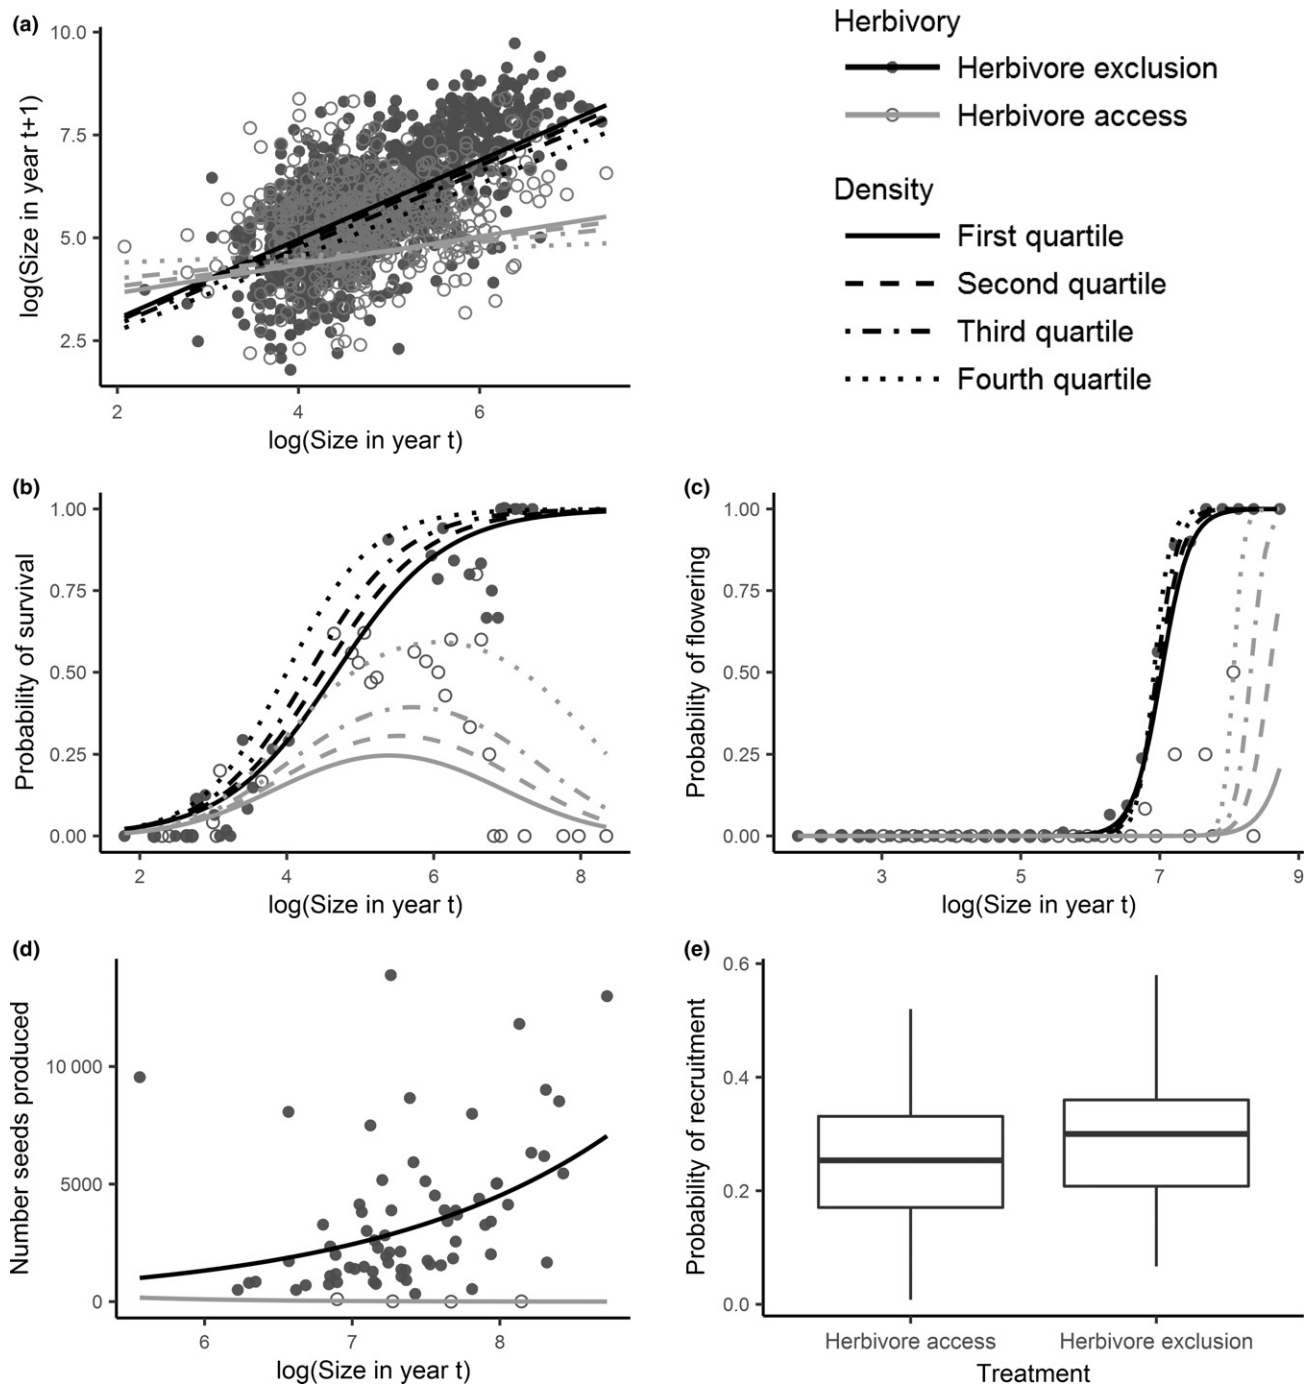 (a)
10.0
7.5
5.0
2.5
log(Size in year t+1)
2
4
6
log(Size in year t)
Herbivory
Herbivore exclusion
Herbivore access
Density
First quartile
Second quartile
Third quartile
Fourth quartile
(b)
1.00
0.75
0.50
0.25
0.00
Probability of survival
2
4
6
8
log(Size in year t)
(c)
1.00
0.75
0.50
0.25
0.00
Probability of flowering
3
5
7
9
log(Size in year t)
(d)
10 000
5000
0
Number seeds produced
6
7
8
log(Size in year t)
(e)
0.6
0.4
0.2
0.0
Probability of recruitment
Herbivore access
Herbivore exclusion
Treatment